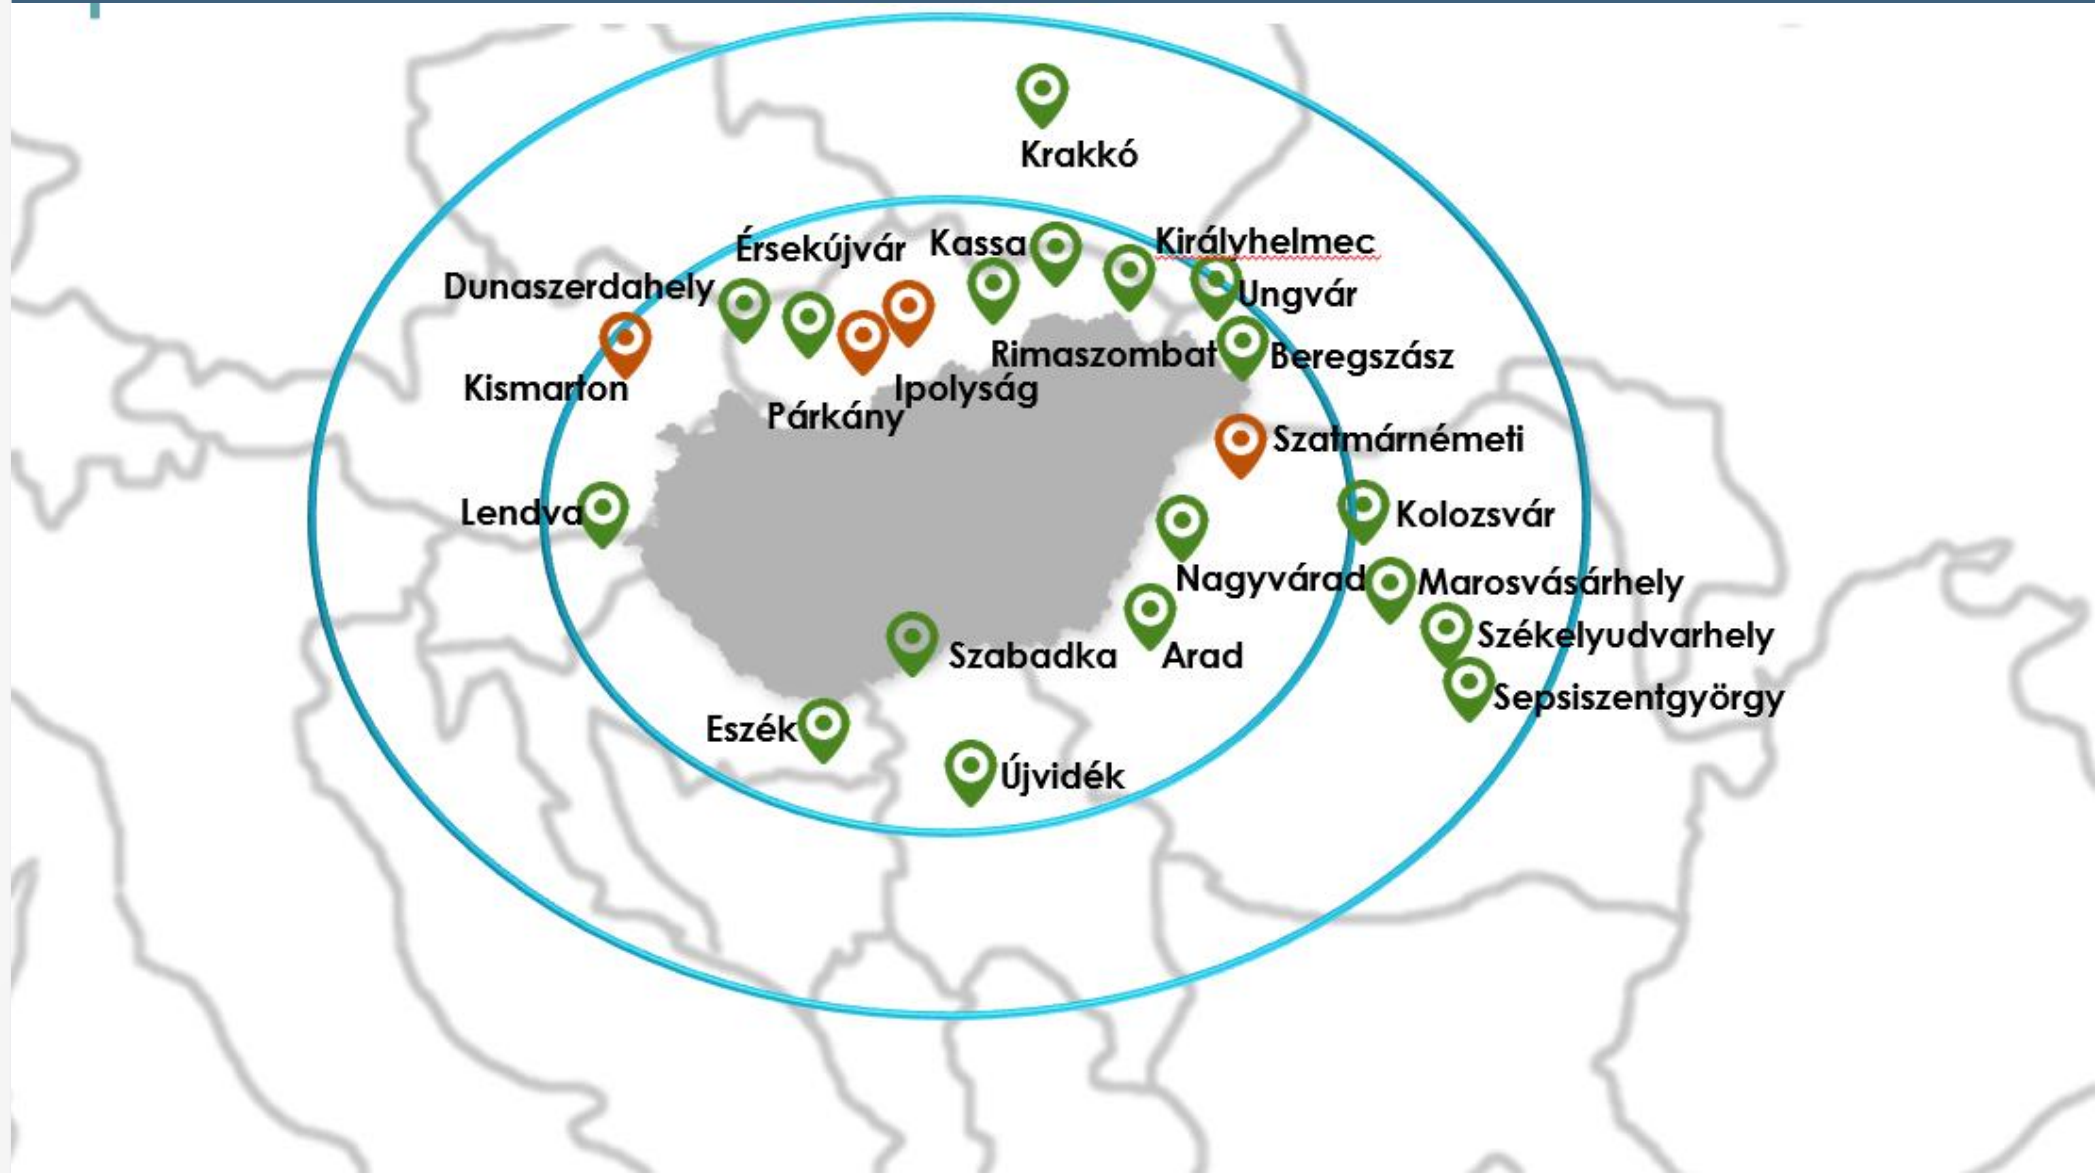 Krakkó
Érsekújvár
Kassa
Királyhelmec
Dunaszerdahely
Ungvár
Rimaszombat
Beregszász
Kismarton
Ipolyság
Párkány
Szatmárnémeti
Lendva
Kolozsvár
Nagyvárad
Marosvásárhely
Székelyudvarhely
Szabadka
Arad
Sepsiszentgyörgy
Eszék
Újvidék